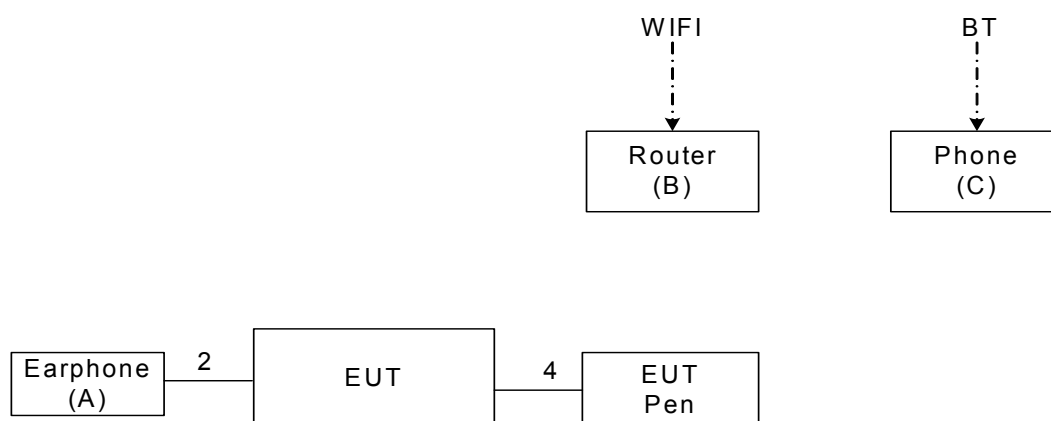 WIFI
BT
Router
(B)
Phone
(C)
Earphone
(A)
2
EUT
4
EUT
Pen